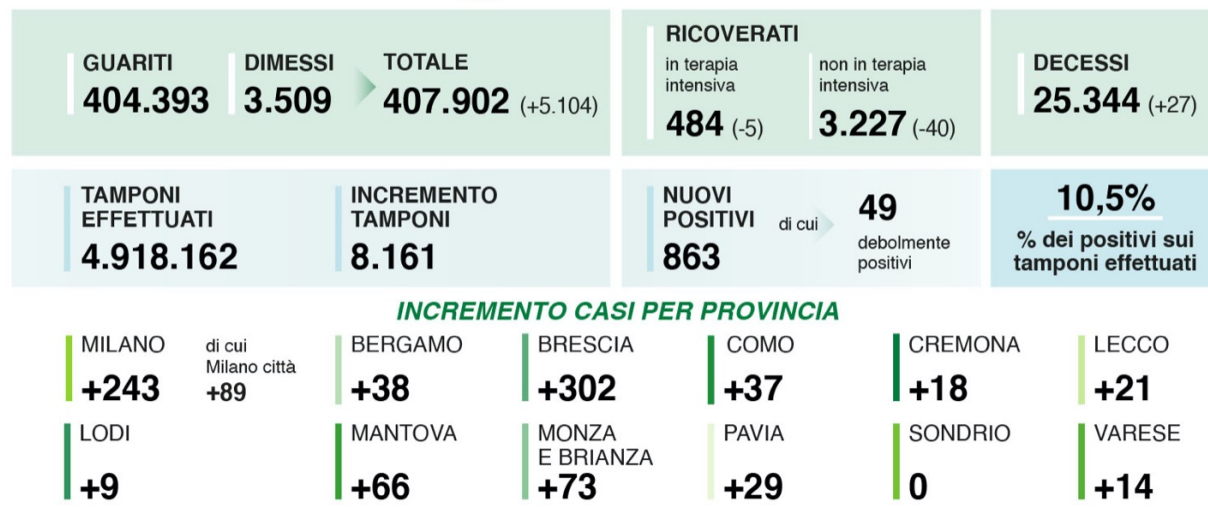 GUARITI
404.393
DIMESSI
3.509
TOTALE
407.902 (+5.104)
RICOVERATI
in terapia
intensiva
484 (-5)
non in terapia
intensiva
3.227 (-40)
DECESSI
25.344 (+27)
TAMPONI
EFFETTUATI
4.918.162
INCREMENTO
TAMPONI
8.161
NUOVI
POSITIVI
863
di cui
49
debolmente
positivi
10,5%
% dei positivi sui
tamponi effettuati
INCREMENTO CASI PER PROVINCIA
MILANO
+243
di cui
Milano città
+89
BERGAMO
+38
BRESCIA
+302
COMO
+37
CREMONA
+18
LECCO
+21
LODI
+9
MANTOVA
+66
MONZA
E BRIANZA
+73
PAVIA
+29
SONDRIO
0
VARESE
+14